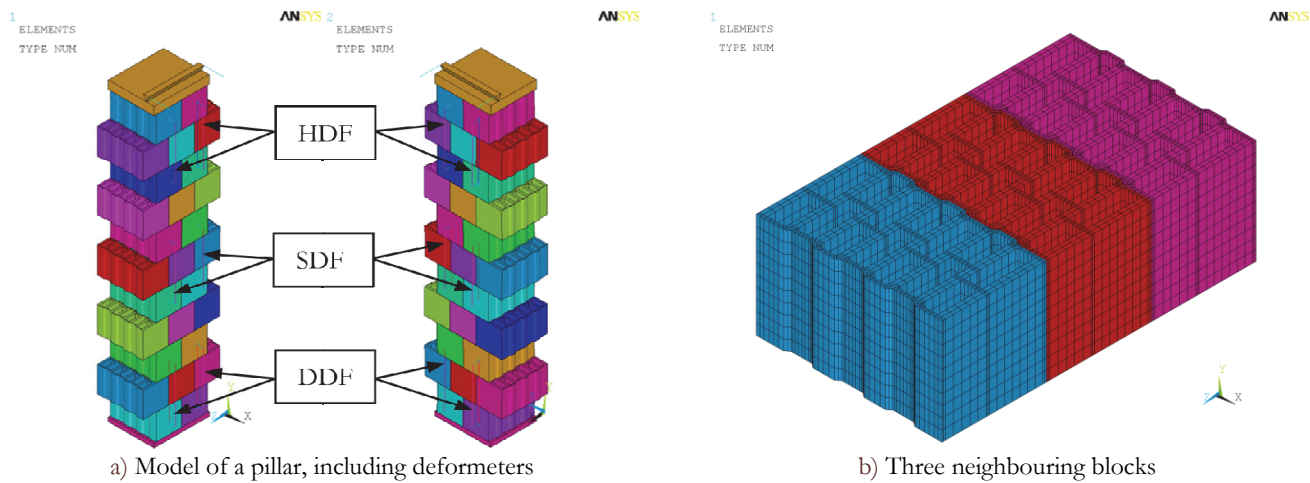 1
ELEMENTS
TYPE NUM
ANSYS
2
ELEMENTS
TYPE NUM
ANSYS
HDF
SDF
DDF
Y
Z
X
Y
a) Model of a pillar, including deformeters
1
ELEMENTS
TYPE NUM
ANSYS
Y
Z
X
b) Three neighbouring blocks